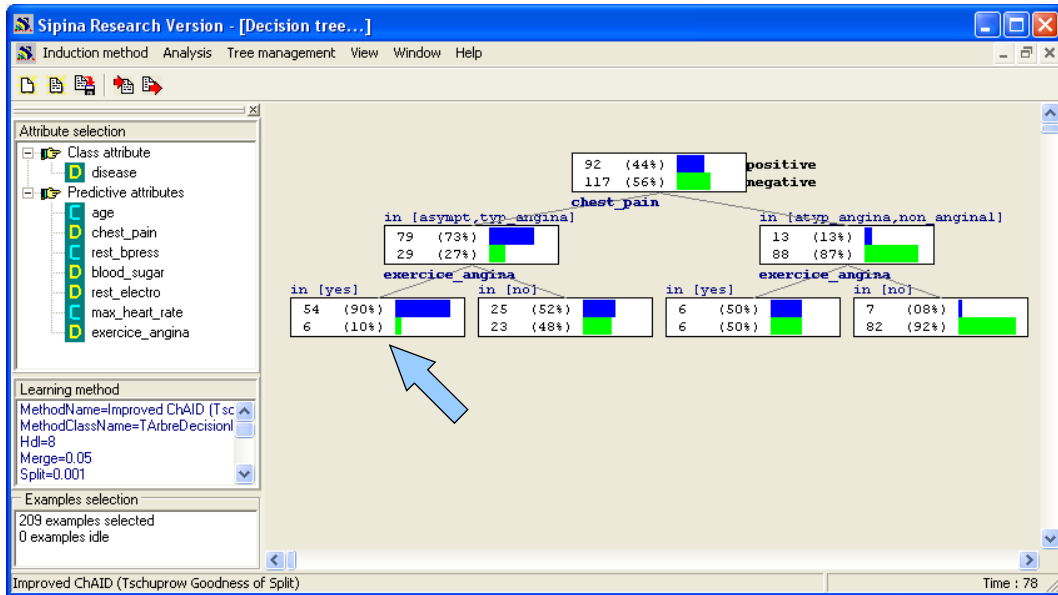 Sipina Research Version - [Decision tree...]
Induction method Analysis Tree management View Window Help
Attribute selection
Class attribute
D disease
Predictive attributes
C age
D chest_pain
C rest_bpress
D blood_sugar
D rest_electro
C max_heart_rate
D exercice_angina
Learning method
MethodName=Improved ChAID (Tsc
MethodClassName=TArbreDecisionI
Hdl=8
Merge=0.05
Split=0.001
Examples selection
209 examples selected
0 examples idle
92 (44%) positive
117 (56%) negative
chest_pain
in [asympt,typ_angina] in [atyp_angina,non_anginal]
79 (73%) 13 (13%)
29 (27%) 88 (87%)
exercice_angina exercice_angina
in [yes] in [no] in [yes] in [no]
54 (90%) 25 (52%) 6 (50%) 7 (08%)
6 (10%) 23 (48%) 6 (50%) 82 (92%)
Improved ChAID (Tschuprow Goodness of Split) Time : 78